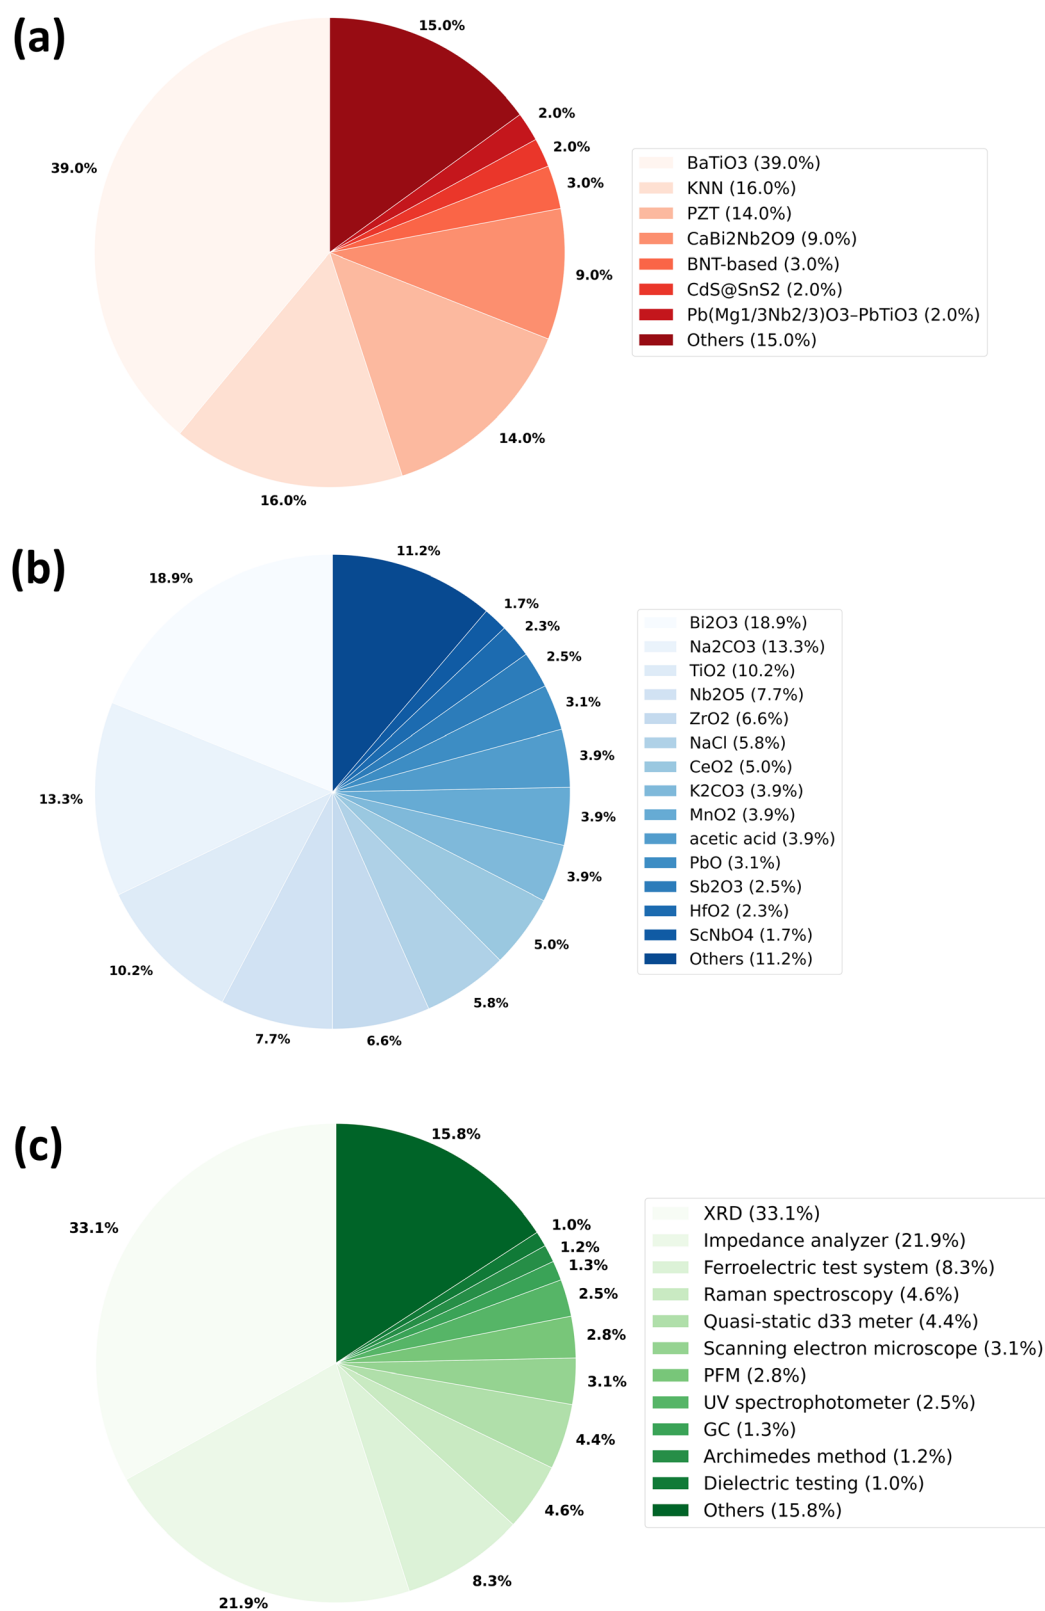 (a)
15.0%
2.0%
2.0%
3.0%
9.0%
14.0%
16.0%
39.0%
BaTiO3 (39.0%)
KNN (16.0%)
PZT (14.0%)
CaBi2Nb2O9 (9.0%)
BNT-based (3.0%)
CdS@SnS2 (2.0%)
Pb(Mg1/3Nb2/3)O3–PbTiO3 (2.0%)
Others (15.0%)
(b)
11.2%
1.7%
2.3%
2.5%
3.1%
3.9%
3.9%
3.9%
5.0%
5.8%
6.6%
7.7%
10.2%
13.3%
18.9%
Bi2O3 (18.9%)
Na2CO3 (13.3%)
TiO2 (10.2%)
Nb2O5 (7.7%)
ZrO2 (6.6%)
NaCl (5.8%)
CeO2 (5.0%)
K2CO3 (3.9%)
MnO2 (3.9%)
acetic acid (3.9%)
PbO (3.1%)
Sb2O3 (2.5%)
HfO2 (2.3%)
ScNbO4 (1.7%)
Others (11.2%)
(c)
15.8%
1.0%
1.2%
1.3%
2.5%
2.8%
3.1%
4.4%
4.6%
8.3%
21.9%
33.1%
XRD (33.1%)
Impedance analyzer (21.9%)
Ferroelectric test system (8.3%)
Raman spectroscopy (4.6%)
Quasi-static d33 meter (4.4%)
Scanning electron microscope (3.1%)
PFM (2.8%)
UV spectrophotometer (2.5%)
GC (1.3%)
Archimedes method (1.2%)
Dielectric testing (1.0%)
Others (15.8%)